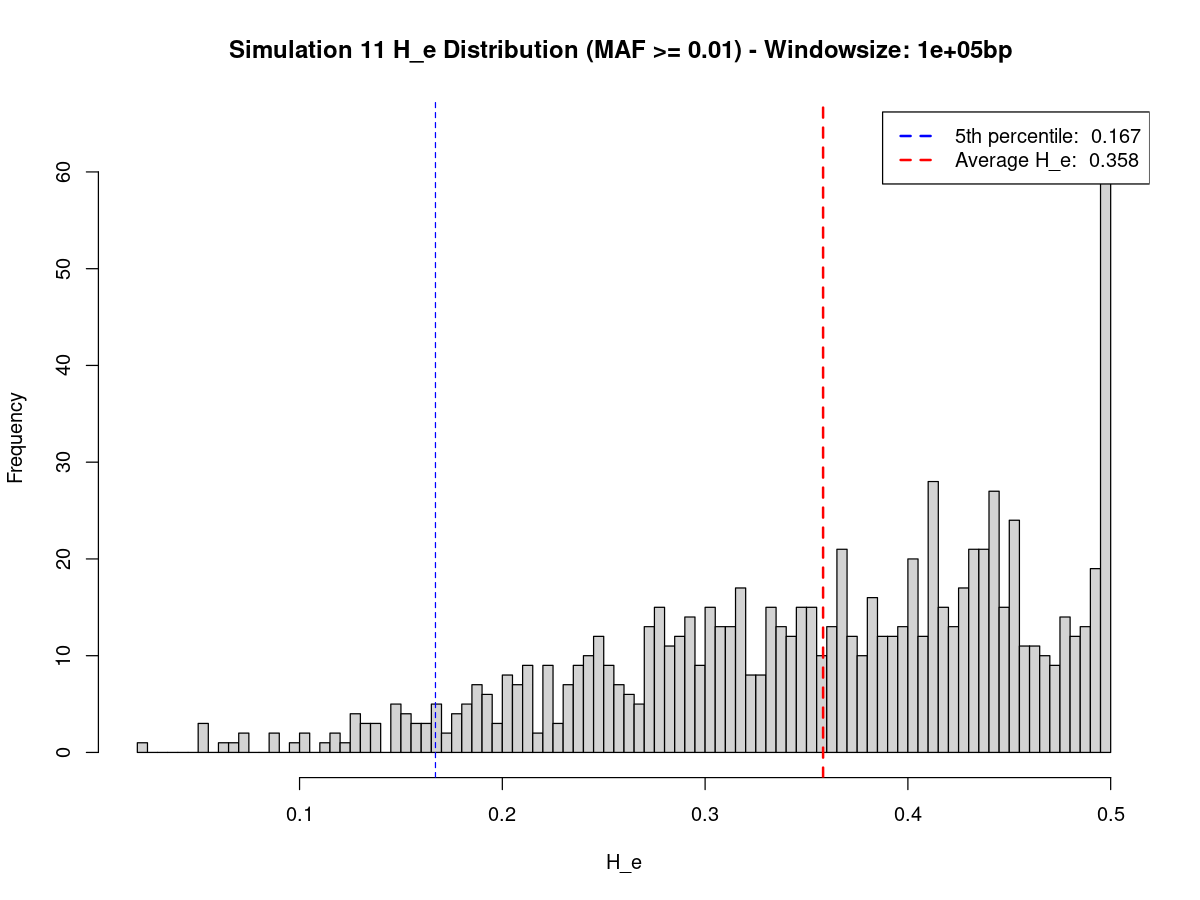 Simulation 11 H_e Distribution (MAF >= 0.01) - Windowsize: 1e+05bp
5th percentile: 0.167
Average H_e: 0.358
Frequency
60
50
40
30
20
10
0
0.1 0.2 0.3 0.4 0.5
H_e